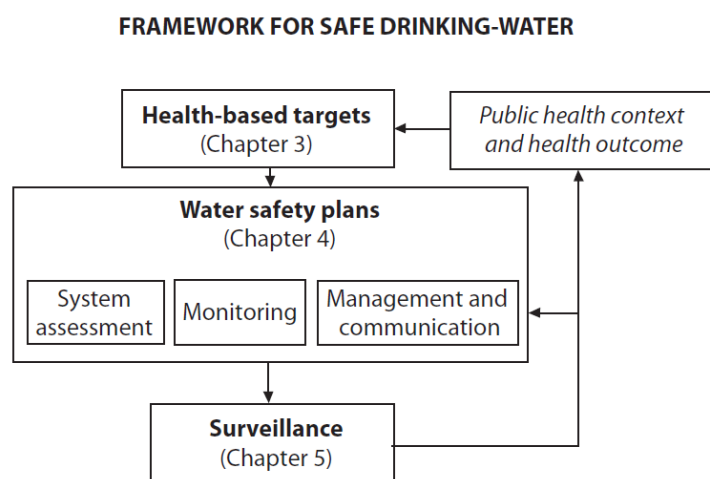 FRAMEWORK FOR SAFE DRINKING-WATER
Health-based targets
(Chapter 3)
Public health context
and health outcome
Water safety plans
(Chapter 4)
System
assessment
Monitoring
Management and
communication
Surveillance
(Chapter 5)